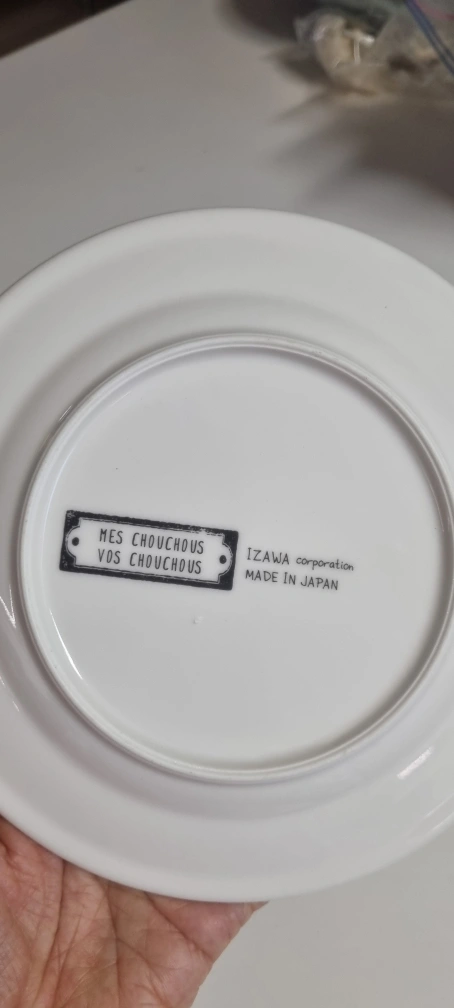 MES CHOUCHOUS
VOS CHOUCHOUS
IZAWA corporation
MADE IN JAPAN